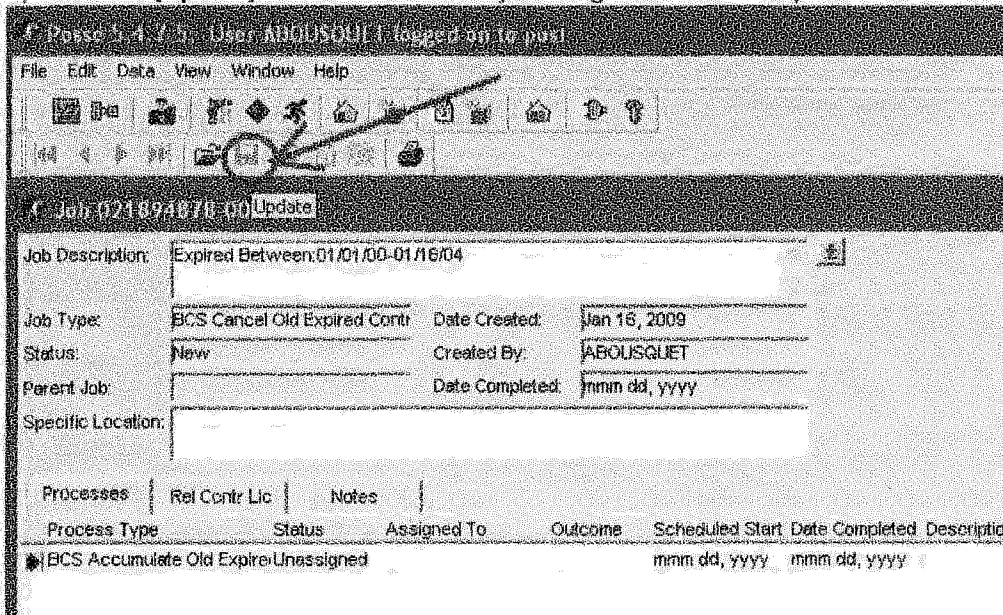 Posse 5.4.7.5: User ABOUSQUET logged on to
File Edit Data View Window Help
Job 021894878-00 Update
Job Description: Expired Between:01/01/00-01/16/04
Job Type: BCS Cancel Old Expired Contr Date Created: Jan 16, 2009
Status: New Created By: ABOUSQUET
Parent Job: Date Completed: mmm dd, yyyy
Specific Location:
Processes Rel Contr Lic Notes
Process Type Status Assigned To Outcome Scheduled Start Date Completed Descriptio
BCS Accumulate Old Expire Unassigned mmm dd, yyyy mmm dd, yyyy